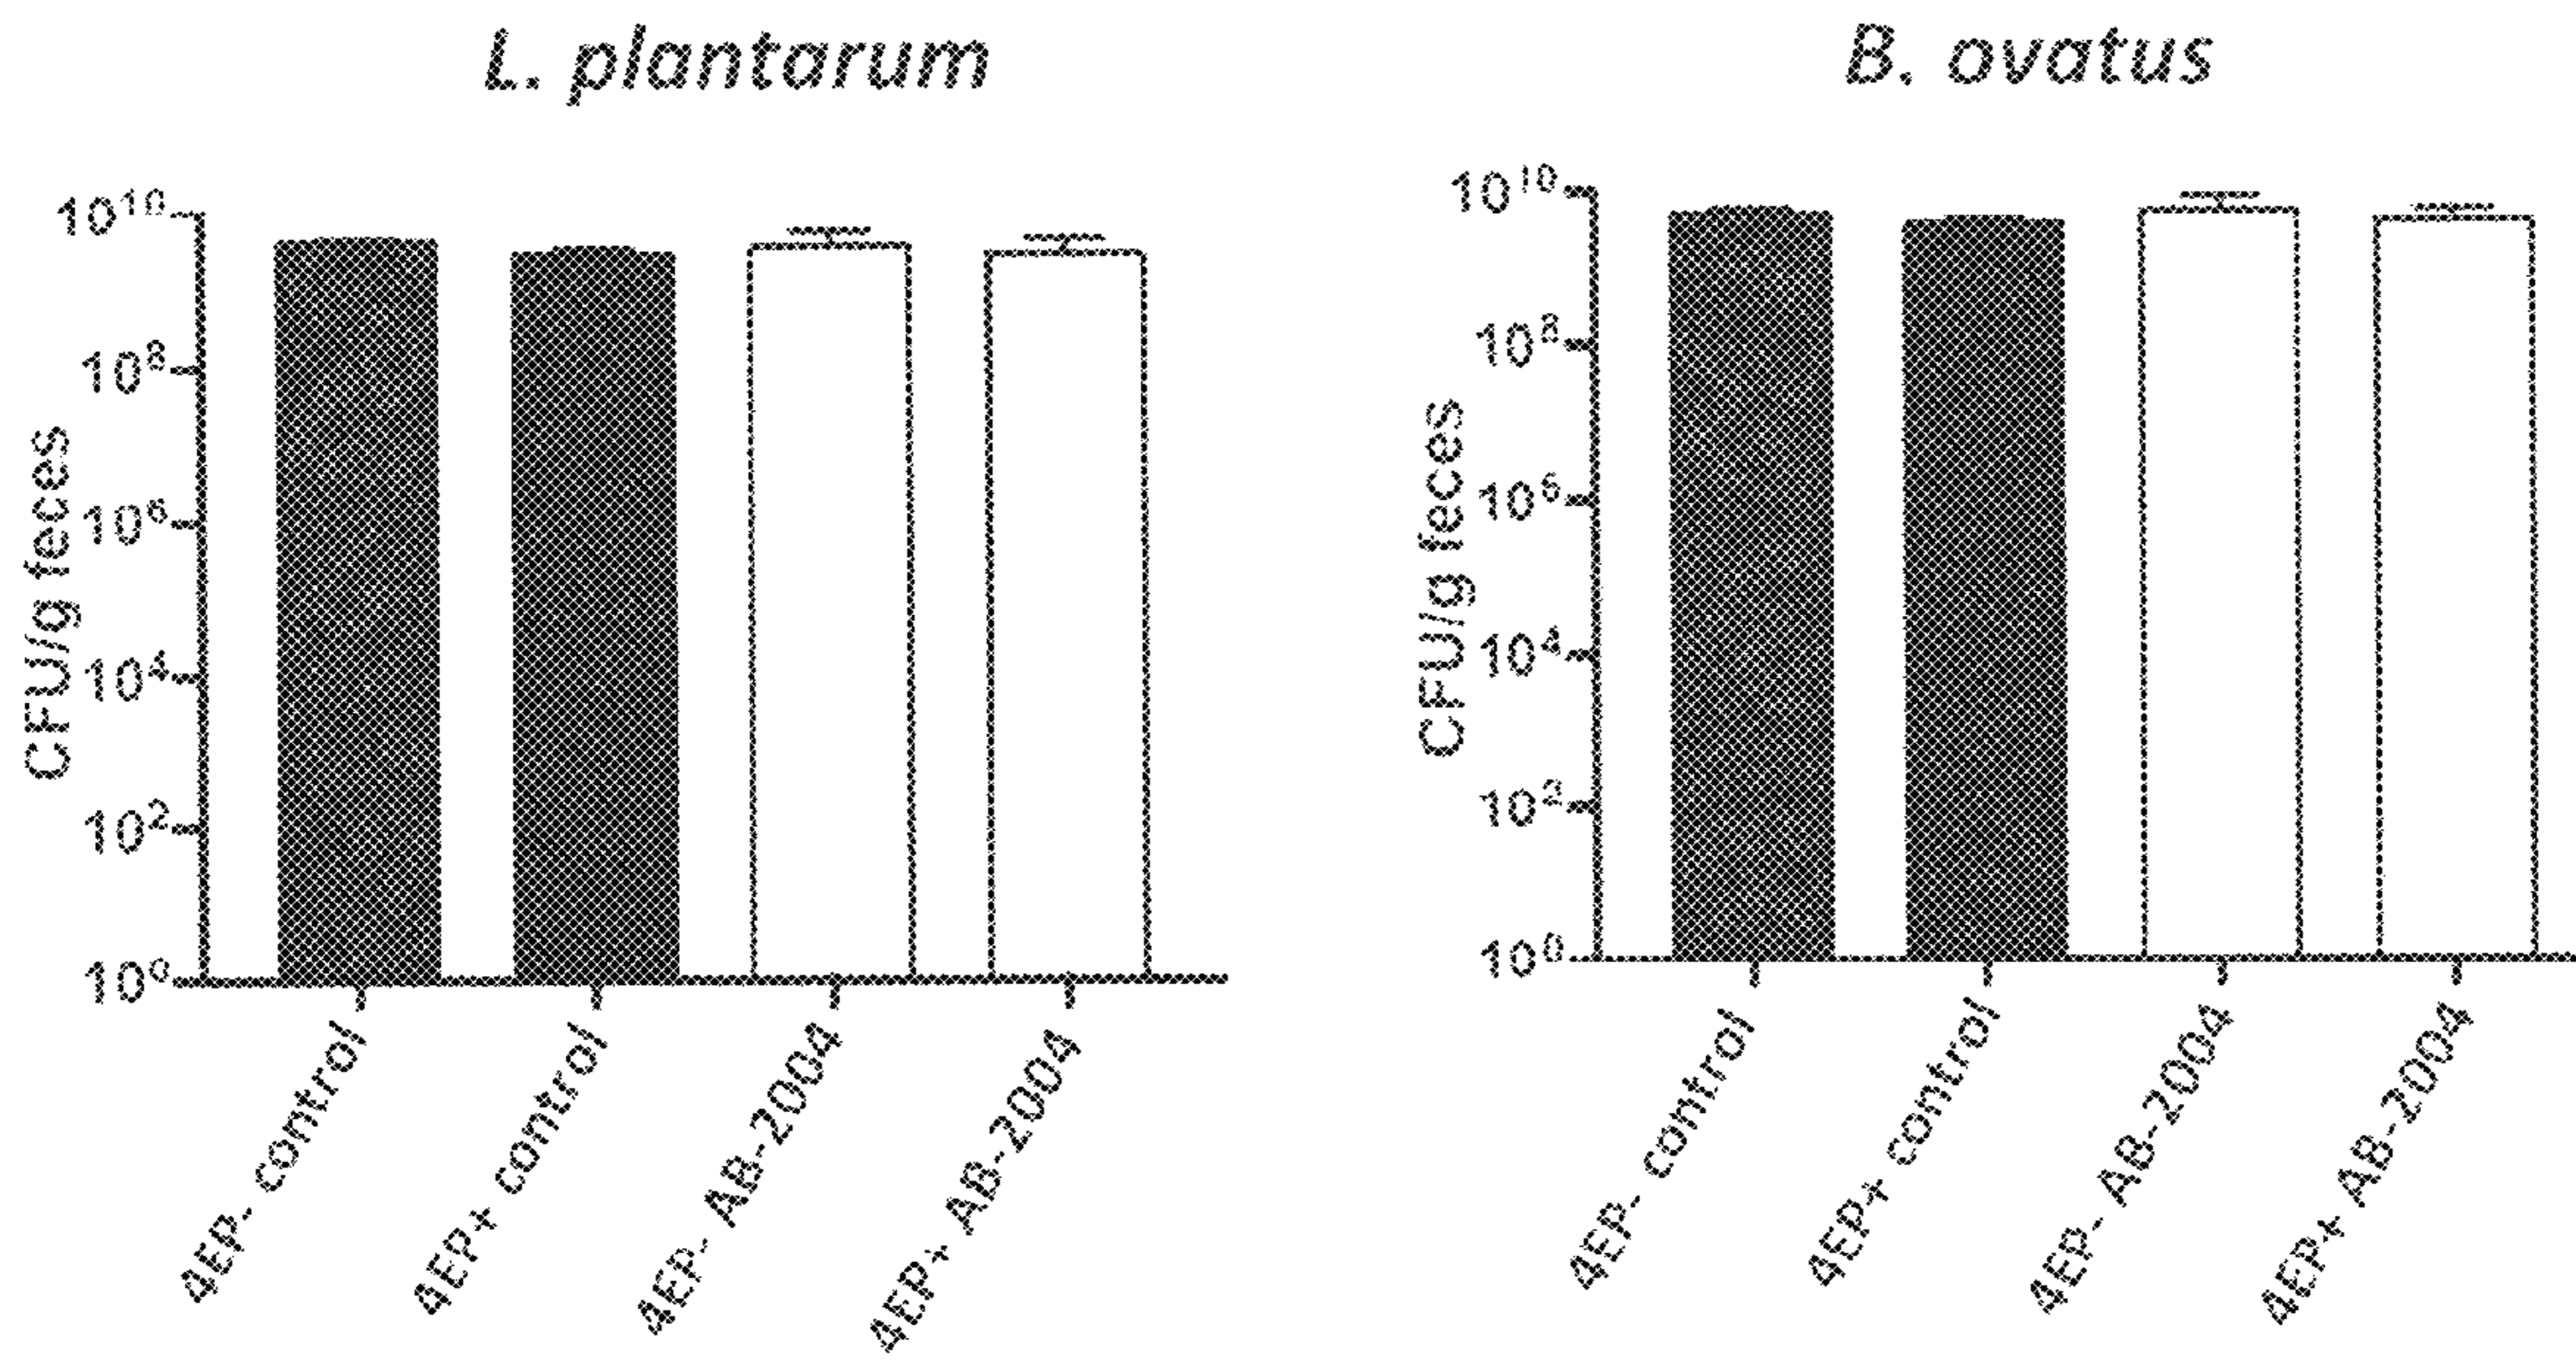 L. plantarum
CFU/g feces
10¹⁰
10⁸
10⁶
10⁴
10²
10⁰
4EP- control
4EP+ control
4EP- AB-2004
4EP+ AB-2004
B. ovatus
CFU/g feces
10¹⁰
10⁸
10⁶
10⁴
10²
10⁰
4EP- control
4EP+ control
4EP- AB-2004
4EP+ AB-2004